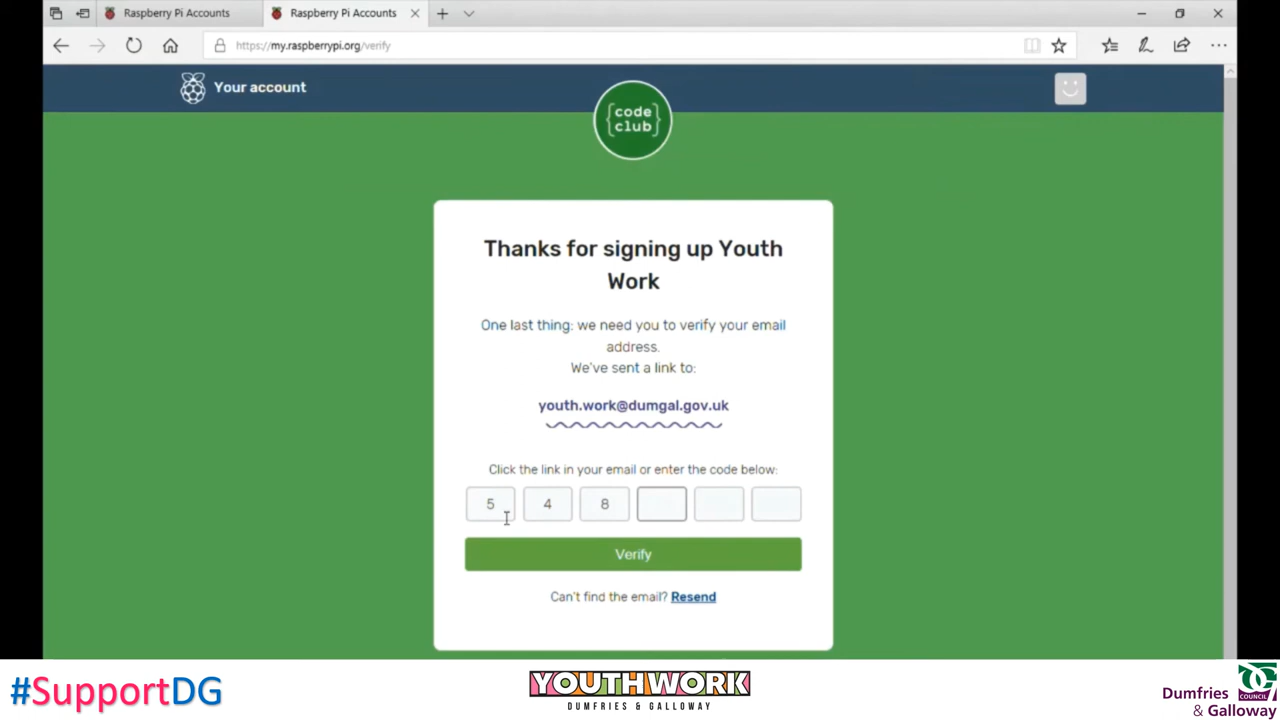 Raspberry Pi Accounts
Raspberry Pi Accounts
https://my.raspberrypi.org/verify
Your account
{code
club}
Thanks for signing up Youth
Work
One last thing: we need you to verify your email
address.
We've sent a link to:
youth.work@dumgal.gov.uk
Click the link in your email or enter the code below:
5 4 8
Verify
Can't find the email? Resend
#SupportDG
YOUTHWORK
DUMFRIES & GALLOWAY
Dumfries
& Galloway
COUNCIL